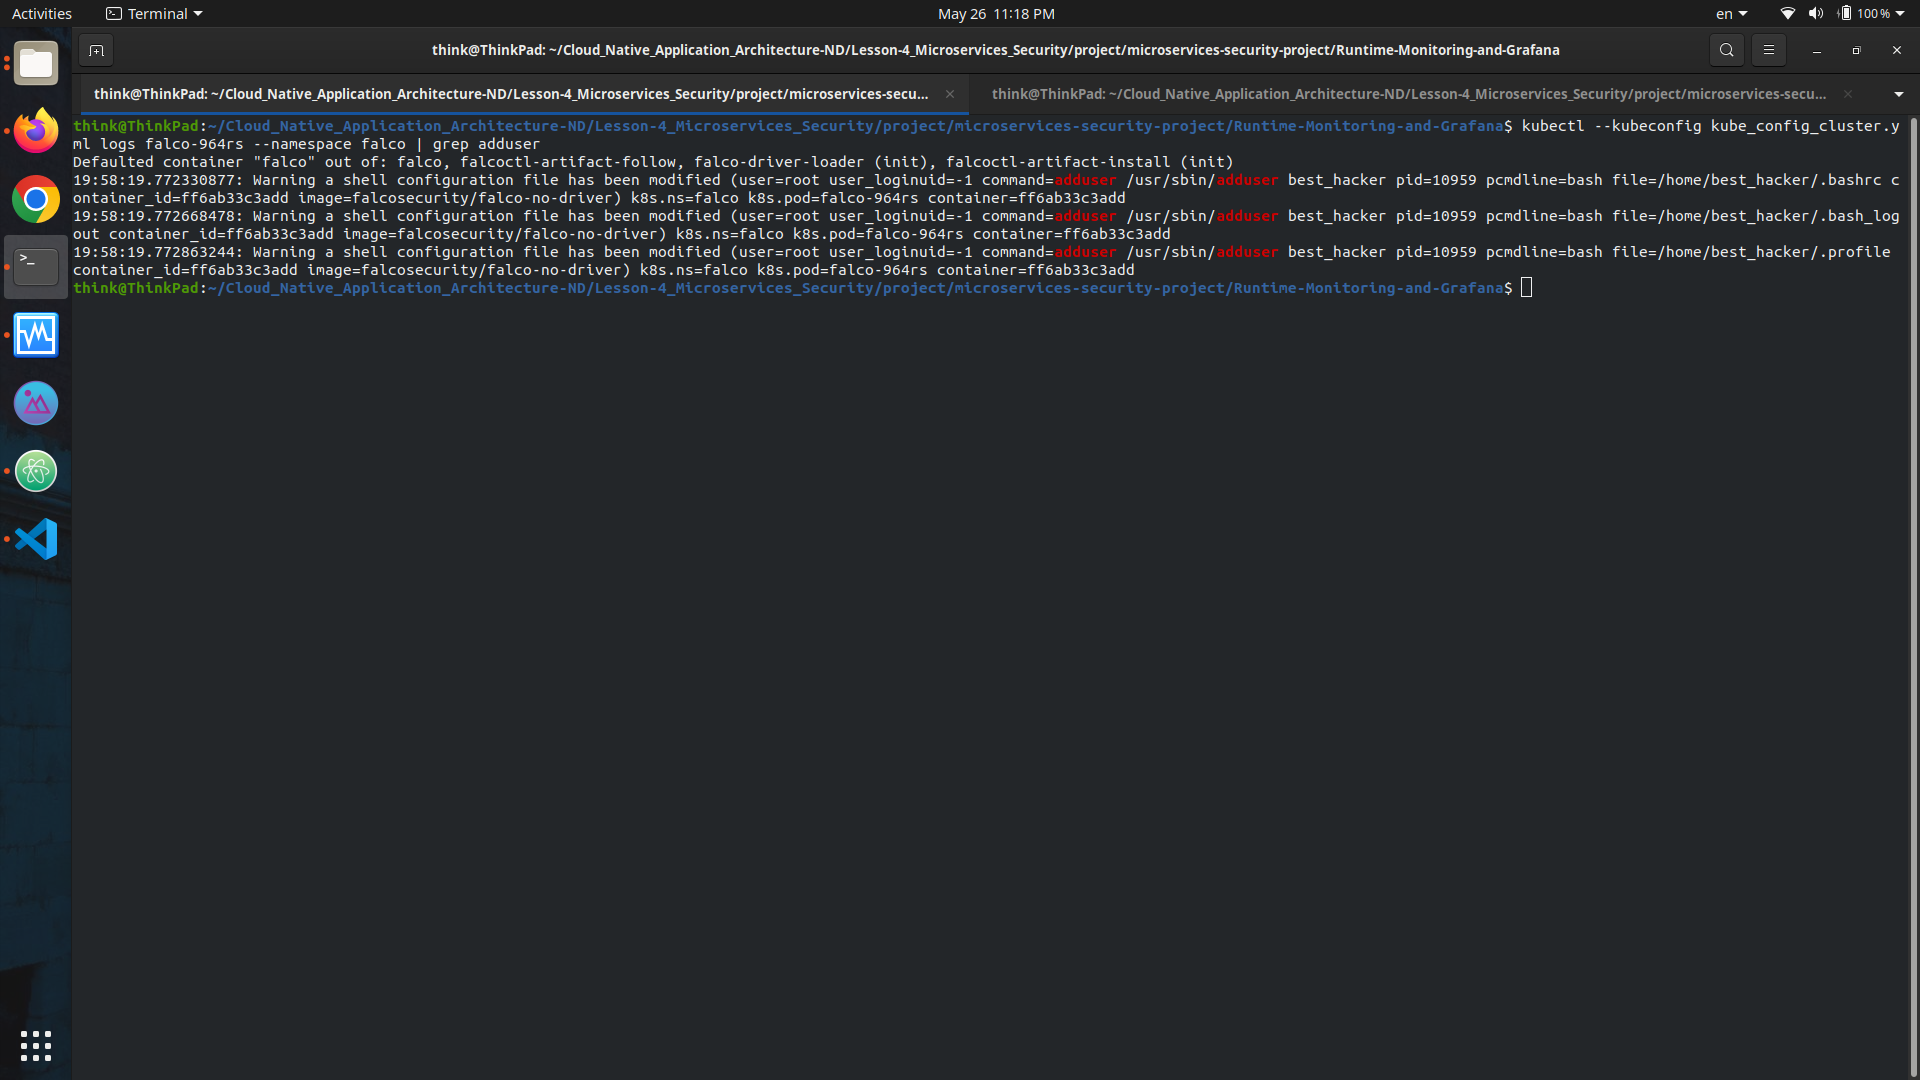 Activities
Terminal
May 26  11:18 PM
en
100 %
think@ThinkPad: ~/Cloud_Native_Application_Architecture-ND/Lesson-4_Microservices_Security/project/microservices-security-project/Runtime-Monitoring-and-Grafana
think@ThinkPad: ~/Cloud_Native_Application_Architecture-ND/Lesson-4_Microservices_Security/project/microservices-secu...
think@ThinkPad: ~/Cloud_Native_Application_Architecture-ND/Lesson-4_Microservices_Security/project/microservices-secu...
think@ThinkPad:~/Cloud_Native_Application_Architecture-ND/Lesson-4_Microservices_Security/project/microservices-security-project/Runtime-Monitoring-and-Grafana$ kubectl --kubeconfig kube_config_cluster.y
ml logs falco-964rs --namespace falco | grep adduser
Defaulted container "falco" out of: falco, falcoctl-artifact-follow, falco-driver-loader (init), falcoctl-artifact-install (init)
19:58:19.772330877: Warning a shell configuration file has been modified (user=root user_loginuid=-1 command=adduser /usr/sbin/adduser best_hacker pid=10959 pcmdline=bash file=/home/best_hacker/.bashrc c
ontainer_id=ff6ab33c3add image=falcosecurity/falco-no-driver) k8s.ns=falco k8s.pod=falco-964rs container=ff6ab33c3add
19:58:19.772668478: Warning a shell configuration file has been modified (user=root user_loginuid=-1 command=adduser /usr/sbin/adduser best_hacker pid=10959 pcmdline=bash file=/home/best_hacker/.bash_log
out container_id=ff6ab33c3add image=falcosecurity/falco-no-driver) k8s.ns=falco k8s.pod=falco-964rs container=ff6ab33c3add
19:58:19.772863244: Warning a shell configuration file has been modified (user=root user_loginuid=-1 command=adduser /usr/sbin/adduser best_hacker pid=10959 pcmdline=bash file=/home/best_hacker/.profile
container_id=ff6ab33c3add image=falcosecurity/falco-no-driver) k8s.ns=falco k8s.pod=falco-964rs container=ff6ab33c3add
think@ThinkPad:~/Cloud_Native_Application_Architecture-ND/Lesson-4_Microservices_Security/project/microservices-security-project/Runtime-Monitoring-and-Grafana$